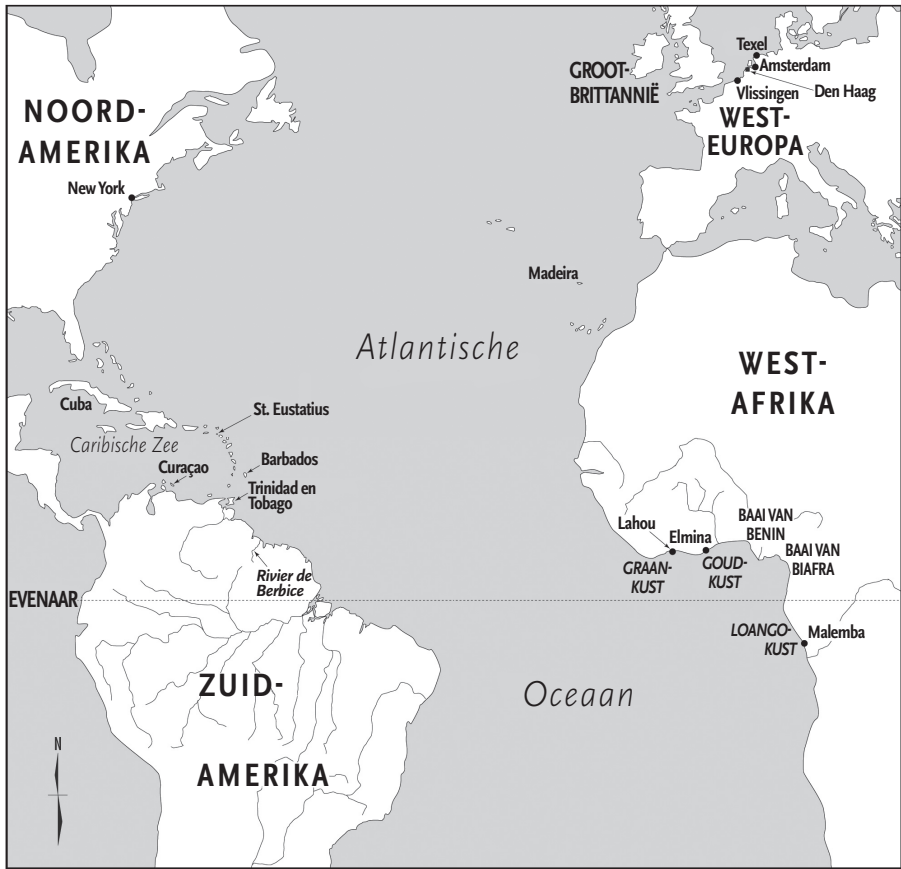 NOORD-
AMERIKA
New York
GROOT-
BRITTANNIË
Texel
Amsterdam
Den Haag
Vlissingen
WEST-
EUROPA
Madeira
Atlantische
WEST-
AFRIKA
Cuba
Caribische Zee
St. Eustatius
Curaçao
Barbados
Trinidad en
Tobago
Rivier de
Berbice
Lahou
Elmina
GRAAN-
KUST
GOUD-
KUST
BAAI VAN
BENIN
BAAI VAN
BIAFRA
EVENAAR
LOANGO-
KUST
Malemba
ZUID-
AMERIKA
Oceaan
N